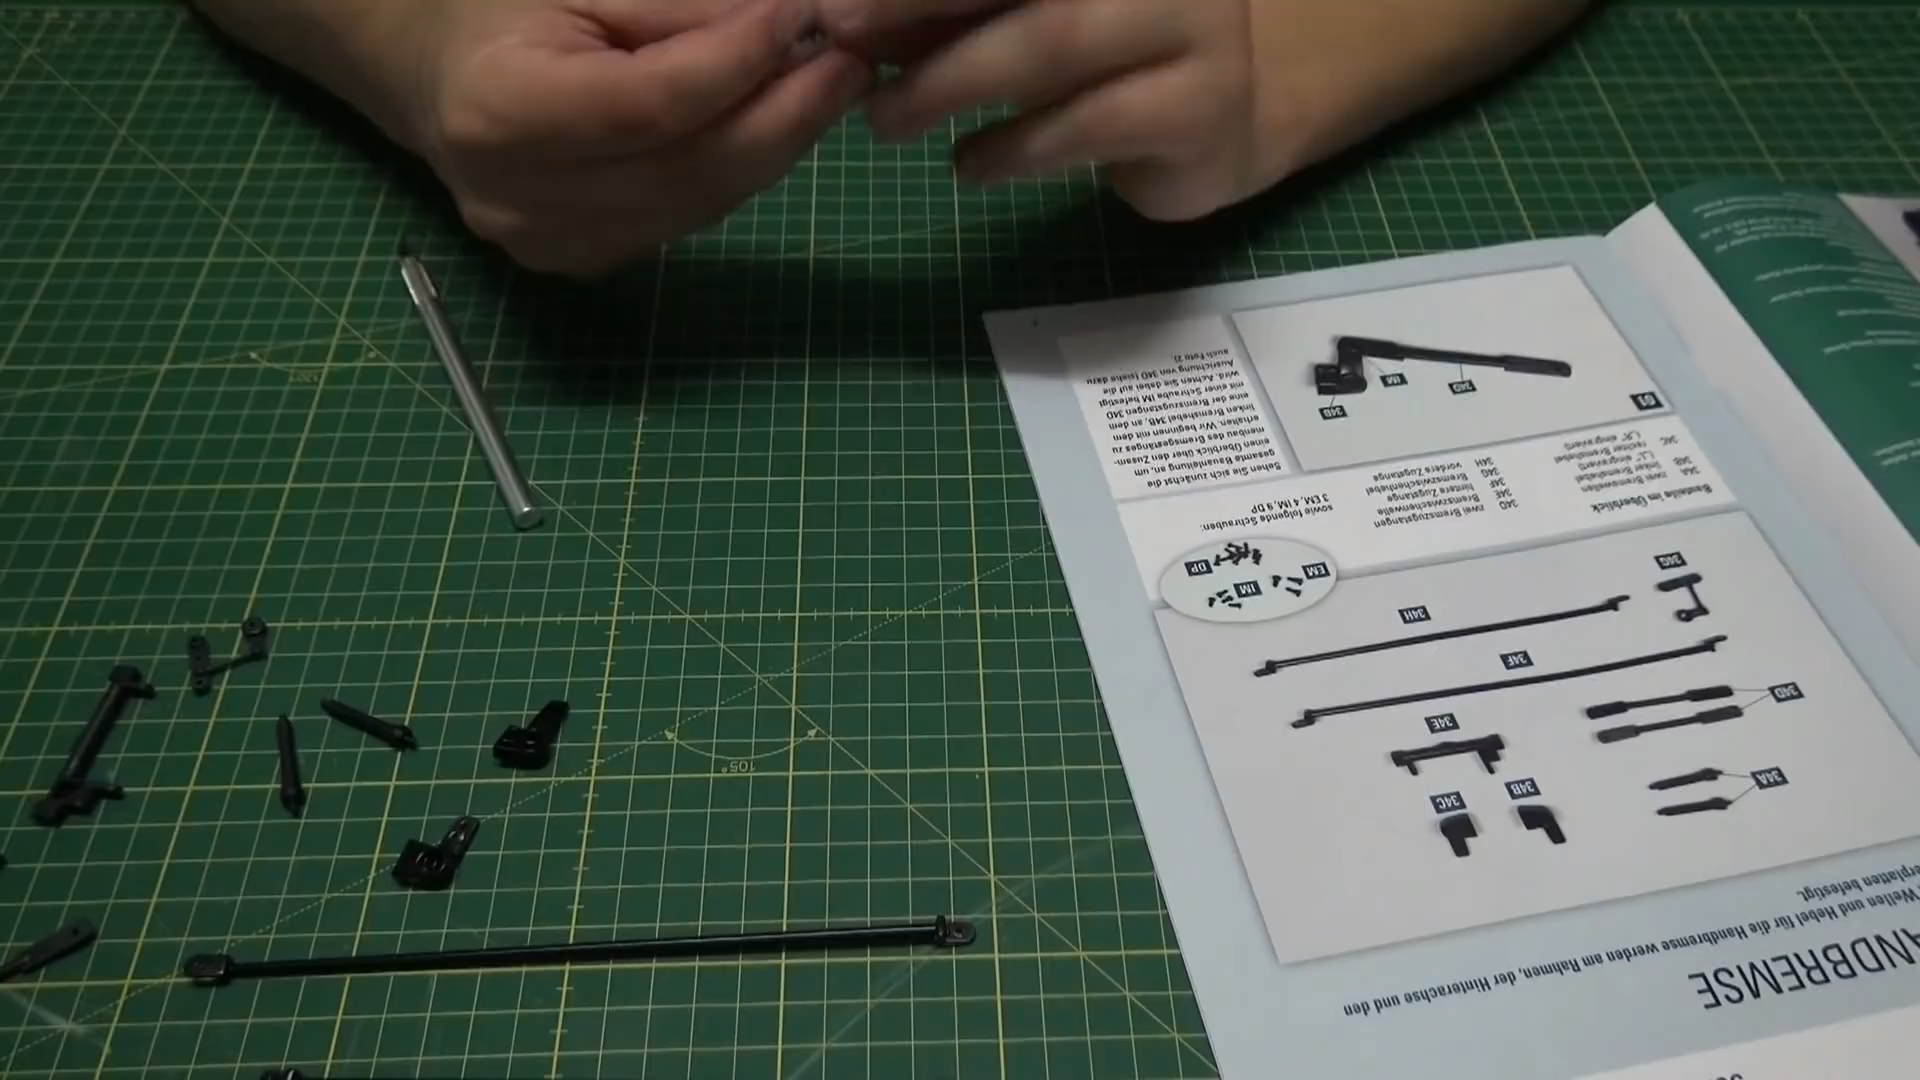 ANDBREMSE
Wellen und Hebel für die Handbremse werden am Rahmen, der Hinterachse und den
erplatten befestigt.
34A
34B
34C
34D
34E
34F
34G
34H
EM
IM
DP
Bauteile im Überblick
34A zwei Bremswellen
34B linker Bremshebel
("L" eingraviert)
34C rechter Bremshebel
("R" eingraviert)
34D zwei Bremszugstangen
34E Bremszwischenwelle
34F hintere Zugstange
34G Bremszwischenhebel
34H vordere Zugstange
sowie folgende Schrauben:
3 EM, 4 IM, 9 DP
01
34B
IM
34D
Sehen Sie sich zunächst die
gesamte Bauanleitung an, um
einen Überblick über den Zusam-
menbau des Bremsgestänges zu
erhalten. Wir beginnen mit dem
linken Bremshebel 34B, an dem
eine der Bremszugstangen 34D
mit einer Schraube IM befestigt
wird. Achten Sie dabei auf die
Ausrichtung von 34D (siehe dazu
auch Foto 2).
105°